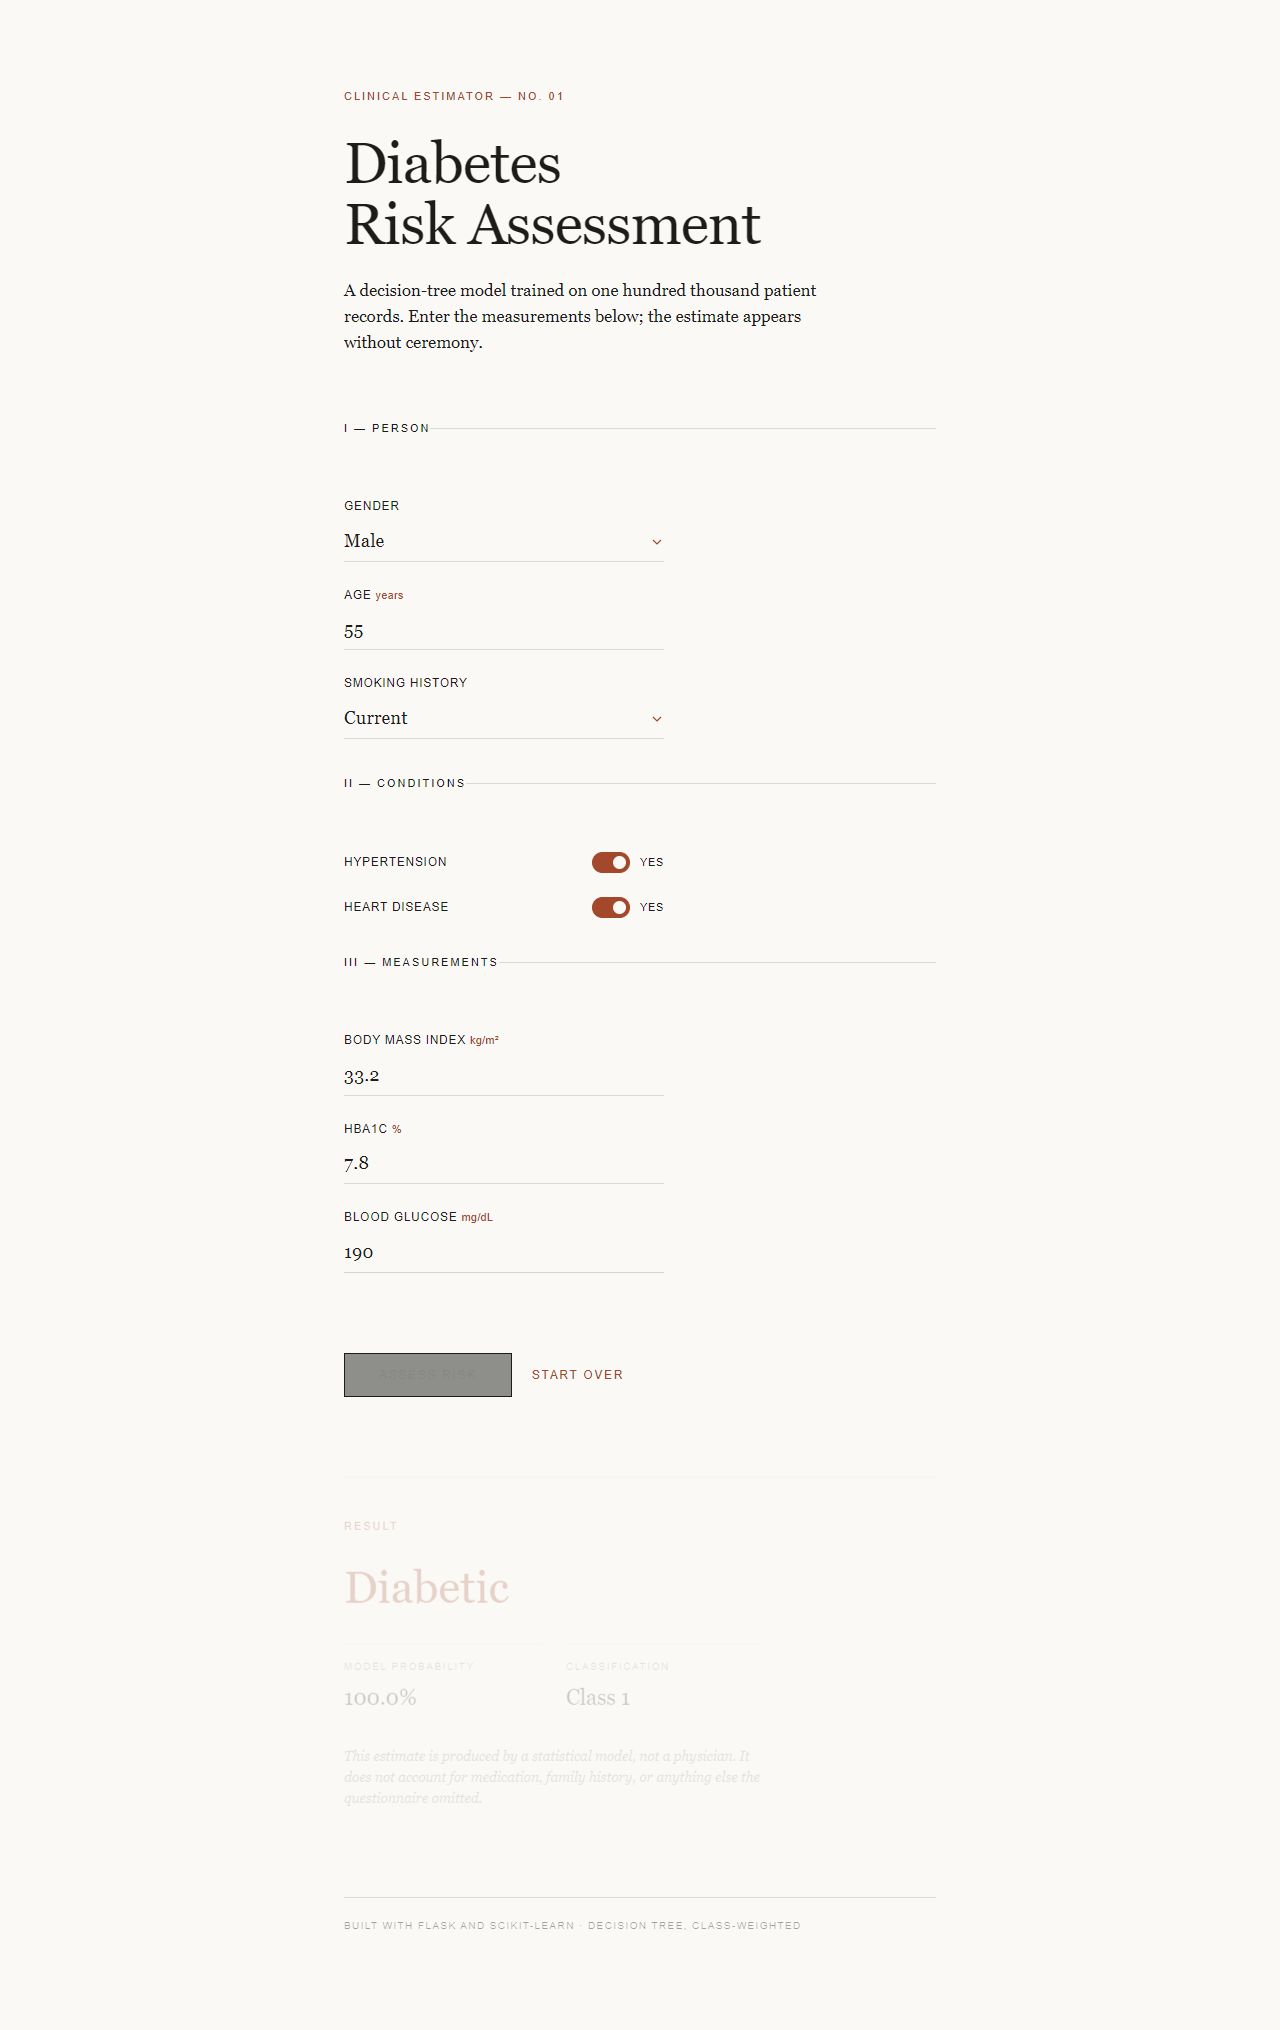 CLINICAL ESTIMATOR — NO. 01
Diabetes
Risk Assessment
A decision-tree model trained on one hundred thousand patient
records. Enter the measurements below; the estimate appears
without ceremony.
I — PERSON
GENDER
Male
AGE years
55
SMOKING HISTORY
Current
II — CONDITIONS
HYPERTENSION YES
HEART DISEASE YES
III — MEASUREMENTS
BODY MASS INDEX kg/m²
33.2
HBA1C %
7.8
BLOOD GLUCOSE mg/dL
190
ASSESS RISK START OVER
RESULT
Diabetic
MODEL PROBABILITY CLASSIFICATION
100.0% Class 1
This estimate is produced by a statistical model, not a physician. It
does not account for medication, family history, or anything else the
questionnaire omitted.
BUILT WITH FLASK AND SCIKIT-LEARN · DECISION TREE, CLASS-WEIGHTED